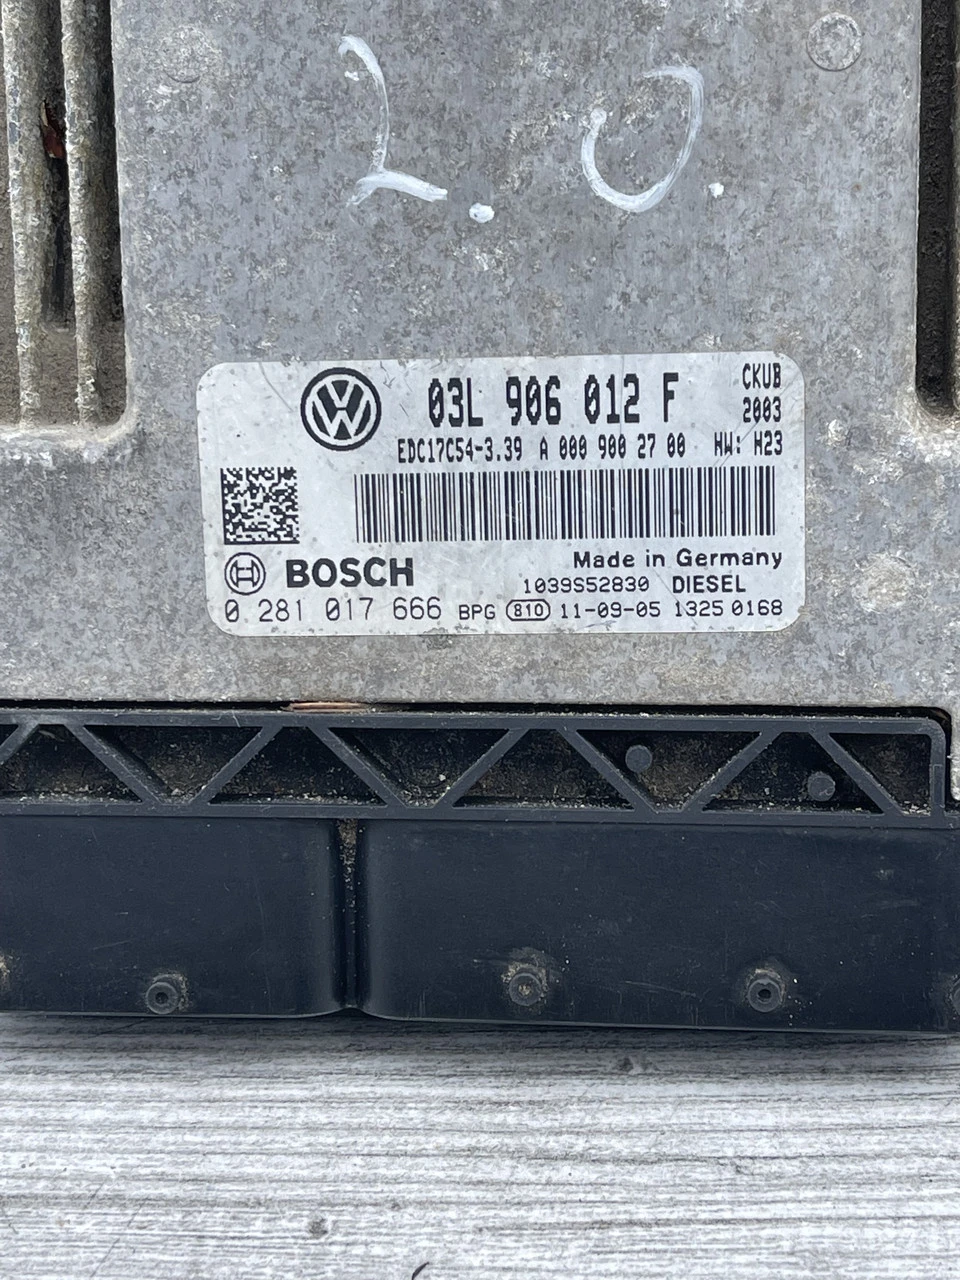 2.0.
03L 906 012 F
CKUB
2003
EDC17C54-3.39 A 000 900 27 00 HW: H23
BOSCH
Made in Germany
1039S52830 DIESEL
0 281 017 666 BPG 810 11-09-05 1325 0168